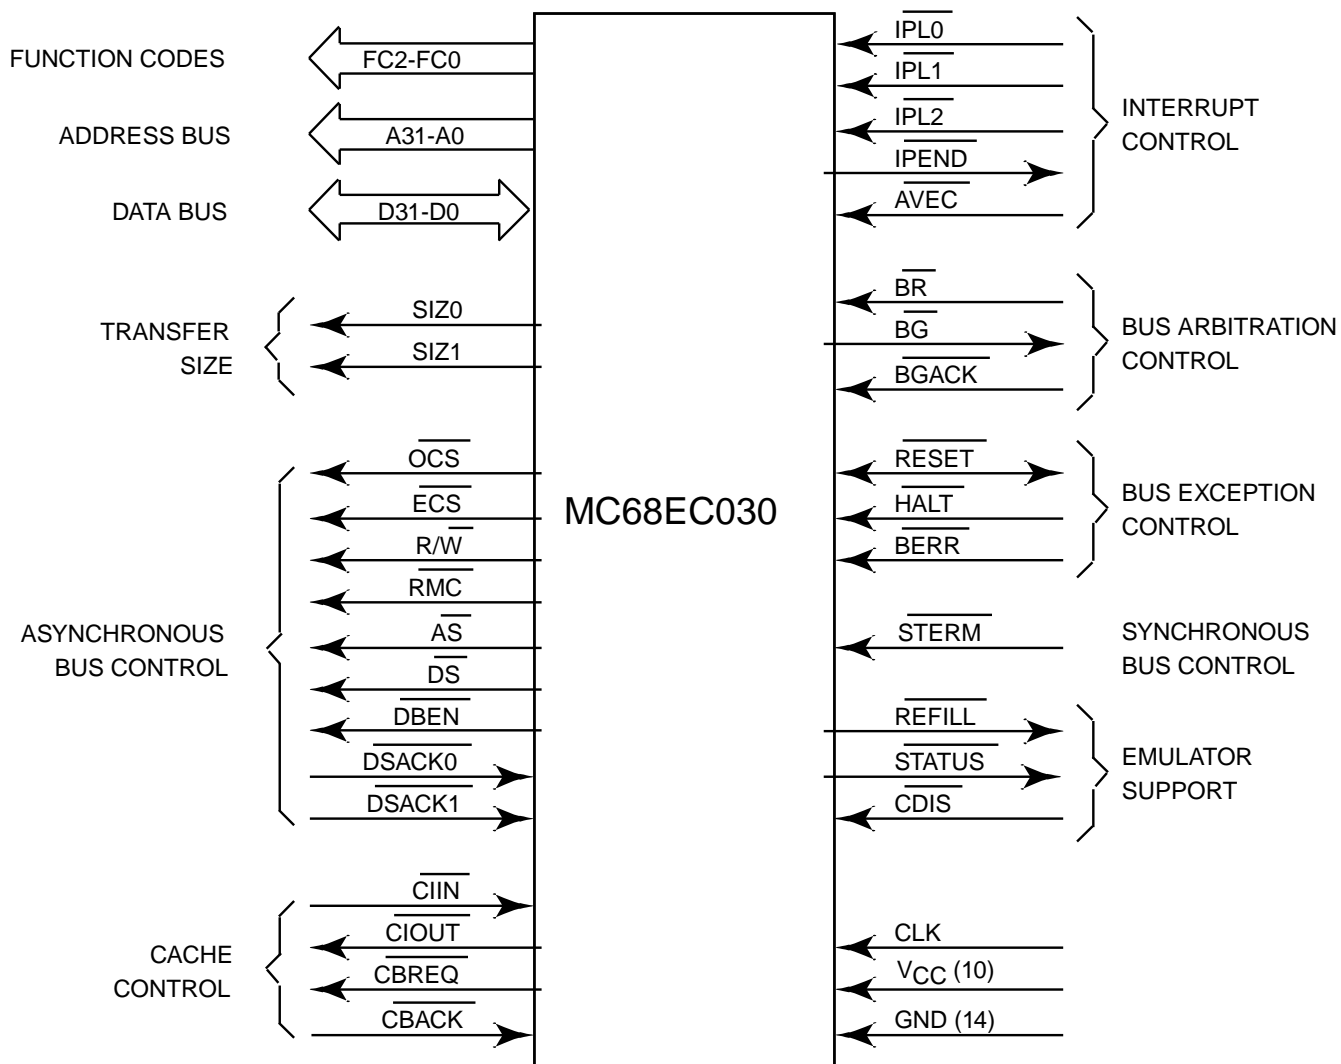 FUNCTION CODES
FC2-FC0
ADDRESS BUS
A31-A0
DATA BUS
D31-D0
TRANSFER
SIZE
SIZ0
SIZ1
ASYNCHRONOUS
BUS CONTROL
OCS
ECS
R/W
RMC
AS
DS
DBEN
DSACK0
DSACK1
CACHE
CONTROL
CIIN
CIOUT
CBREQ
CBACK
MC68EC030
IPL0
IPL1
IPL2
IPEND
AVEC
INTERRUPT
CONTROL
BR
BG
BGACK
BUS ARBITRATION
CONTROL
RESET
HALT
BERR
BUS EXCEPTION
CONTROL
STERM
SYNCHRONOUS
BUS CONTROL
REFILL
STATUS
CDIS
EMULATOR
SUPPORT
CLK
VCC (10)
GND (14)